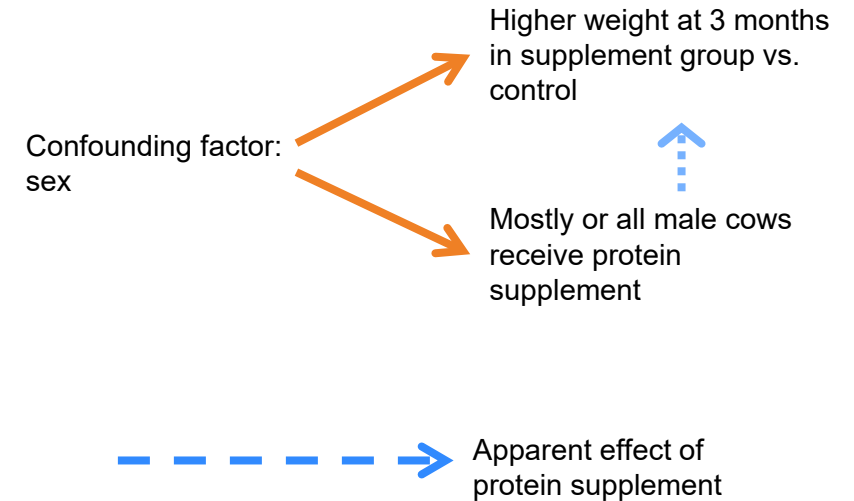 Higher weight at 3 months
in supplement group vs.
control
Confounding factor:
sex
Mostly or all male cows
receive protein
supplement
Apparent effect of
protein supplement